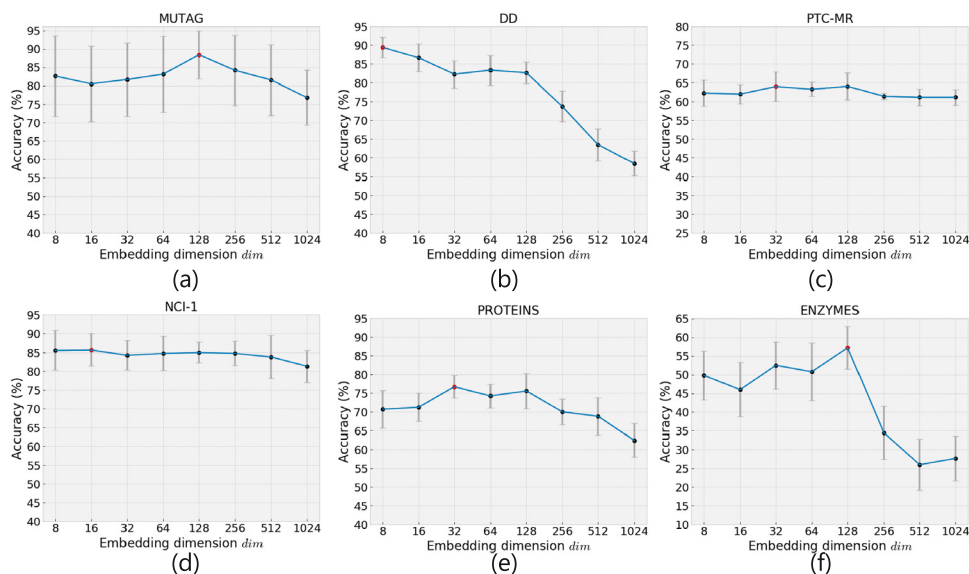 MUTAG
Accuracy (%)
95
90
85
80
75
70
65
60
55
50
45
40
8 16 32 64 128 256 512 1024
Embedding dimension dim
(a)
DD
Accuracy (%)
95
90
85
80
75
70
65
60
55
50
45
40
8 16 32 64 128 256 512 1024
Embedding dimension dim
(b)
PTC-MR
Accuracy (%)
80
75
70
65
60
55
50
45
40
35
30
25
8 16 32 64 128 256 512 1024
Embedding dimension dim
(c)
NCI-1
Accuracy (%)
95
90
85
80
75
70
65
60
55
50
45
40
8 16 32 64 128 256 512 1024
Embedding dimension dim
(d)
PROTEINS
Accuracy (%)
95
90
85
80
75
70
65
60
55
50
45
40
8 16 32 64 128 256 512 1024
Embedding dimension dim
(e)
ENZYMES
Accuracy (%)
65
60
55
50
45
40
35
30
25
20
15
10
8 16 32 64 128 256 512 1024
Embedding dimension dim
(f)